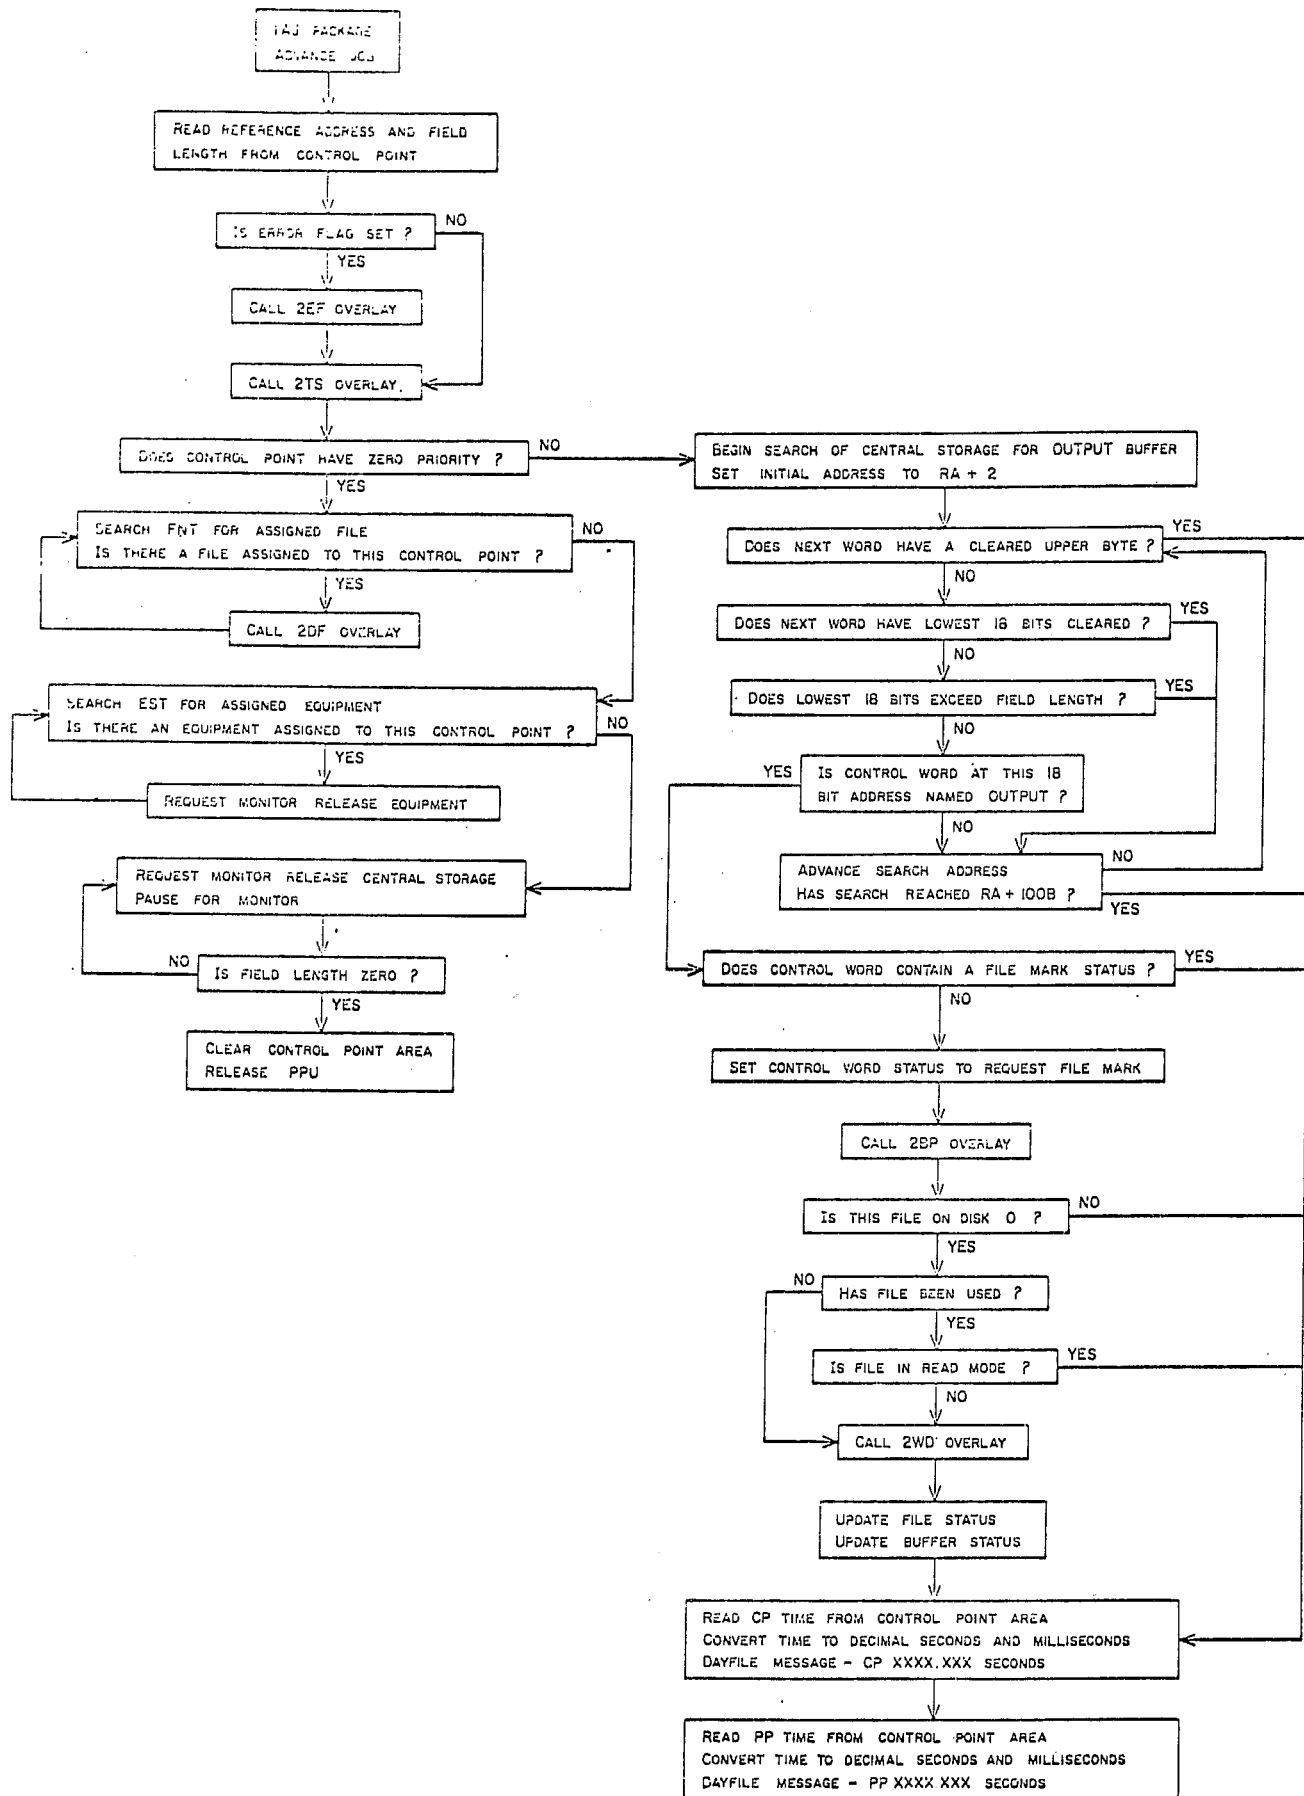 1AJ PACKAGE
ADVANCE JOB
READ REFERENCE ADDRESS AND FIELD
LENGTH FROM CONTROL POINT
IS ERROR FLAG SET ?
NO
YES
CALL 2EF OVERLAY
CALL 2TS OVERLAY
DOES CONTROL POINT HAVE ZERO PRIORITY ?
NO
YES
SEARCH FNT FOR ASSIGNED FILE
IS THERE A FILE ASSIGNED TO THIS CONTROL POINT ?
NO
YES
CALL 2DF OVERLAY
SEARCH EST FOR ASSIGNED EQUIPMENT
IS THERE AN EQUIPMENT ASSIGNED TO THIS CONTROL POINT ?
NO
YES
REQUEST MONITOR RELEASE EQUIPMENT
REQUEST MONITOR RELEASE CENTRAL STORAGE
PAUSE FOR MONITOR
NO
IS FIELD LENGTH ZERO ?
YES
CLEAR CONTROL POINT AREA
RELEASE PPU
BEGIN SEARCH OF CENTRAL STORAGE FOR OUTPUT BUFFER
SET INITIAL ADDRESS TO RA + 2
DOES NEXT WORD HAVE A CLEARED UPPER BYTE ?
YES
NO
DOES NEXT WORD HAVE LOWEST 18 BITS CLEARED ?
YES
NO
DOES LOWEST 18 BITS EXCEED FIELD LENGTH ?
YES
NO
YES
IS CONTROL WORD AT THIS 18
BIT ADDRESS NAMED OUTPUT ?
NO
ADVANCE SEARCH ADDRESS
HAS SEARCH REACHED RA + 100B ?
NO
YES
DOES CONTROL WORD CONTAIN A FILE MARK STATUS ?
YES
NO
SET CONTROL WORD STATUS TO REQUEST FILE MARK
CALL 2BP OVERLAY
IS THIS FILE ON DISK 0 ?
NO
YES
NO
HAS FILE BEEN USED ?
YES
IS FILE IN READ MODE ?
YES
NO
CALL 2WD OVERLAY
UPDATE FILE STATUS
UPDATE BUFFER STATUS
READ CP TIME FROM CONTROL POINT AREA
CONVERT TIME TO DECIMAL SECONDS AND MILLISECONDS
DAYFILE MESSAGE - CP XXXX.XXX SECONDS
READ PP TIME FROM CONTROL POINT AREA
CONVERT TIME TO DECIMAL SECONDS AND MILLISECONDS
DAYFILE MESSAGE - PP XXXX XXX SECONDS